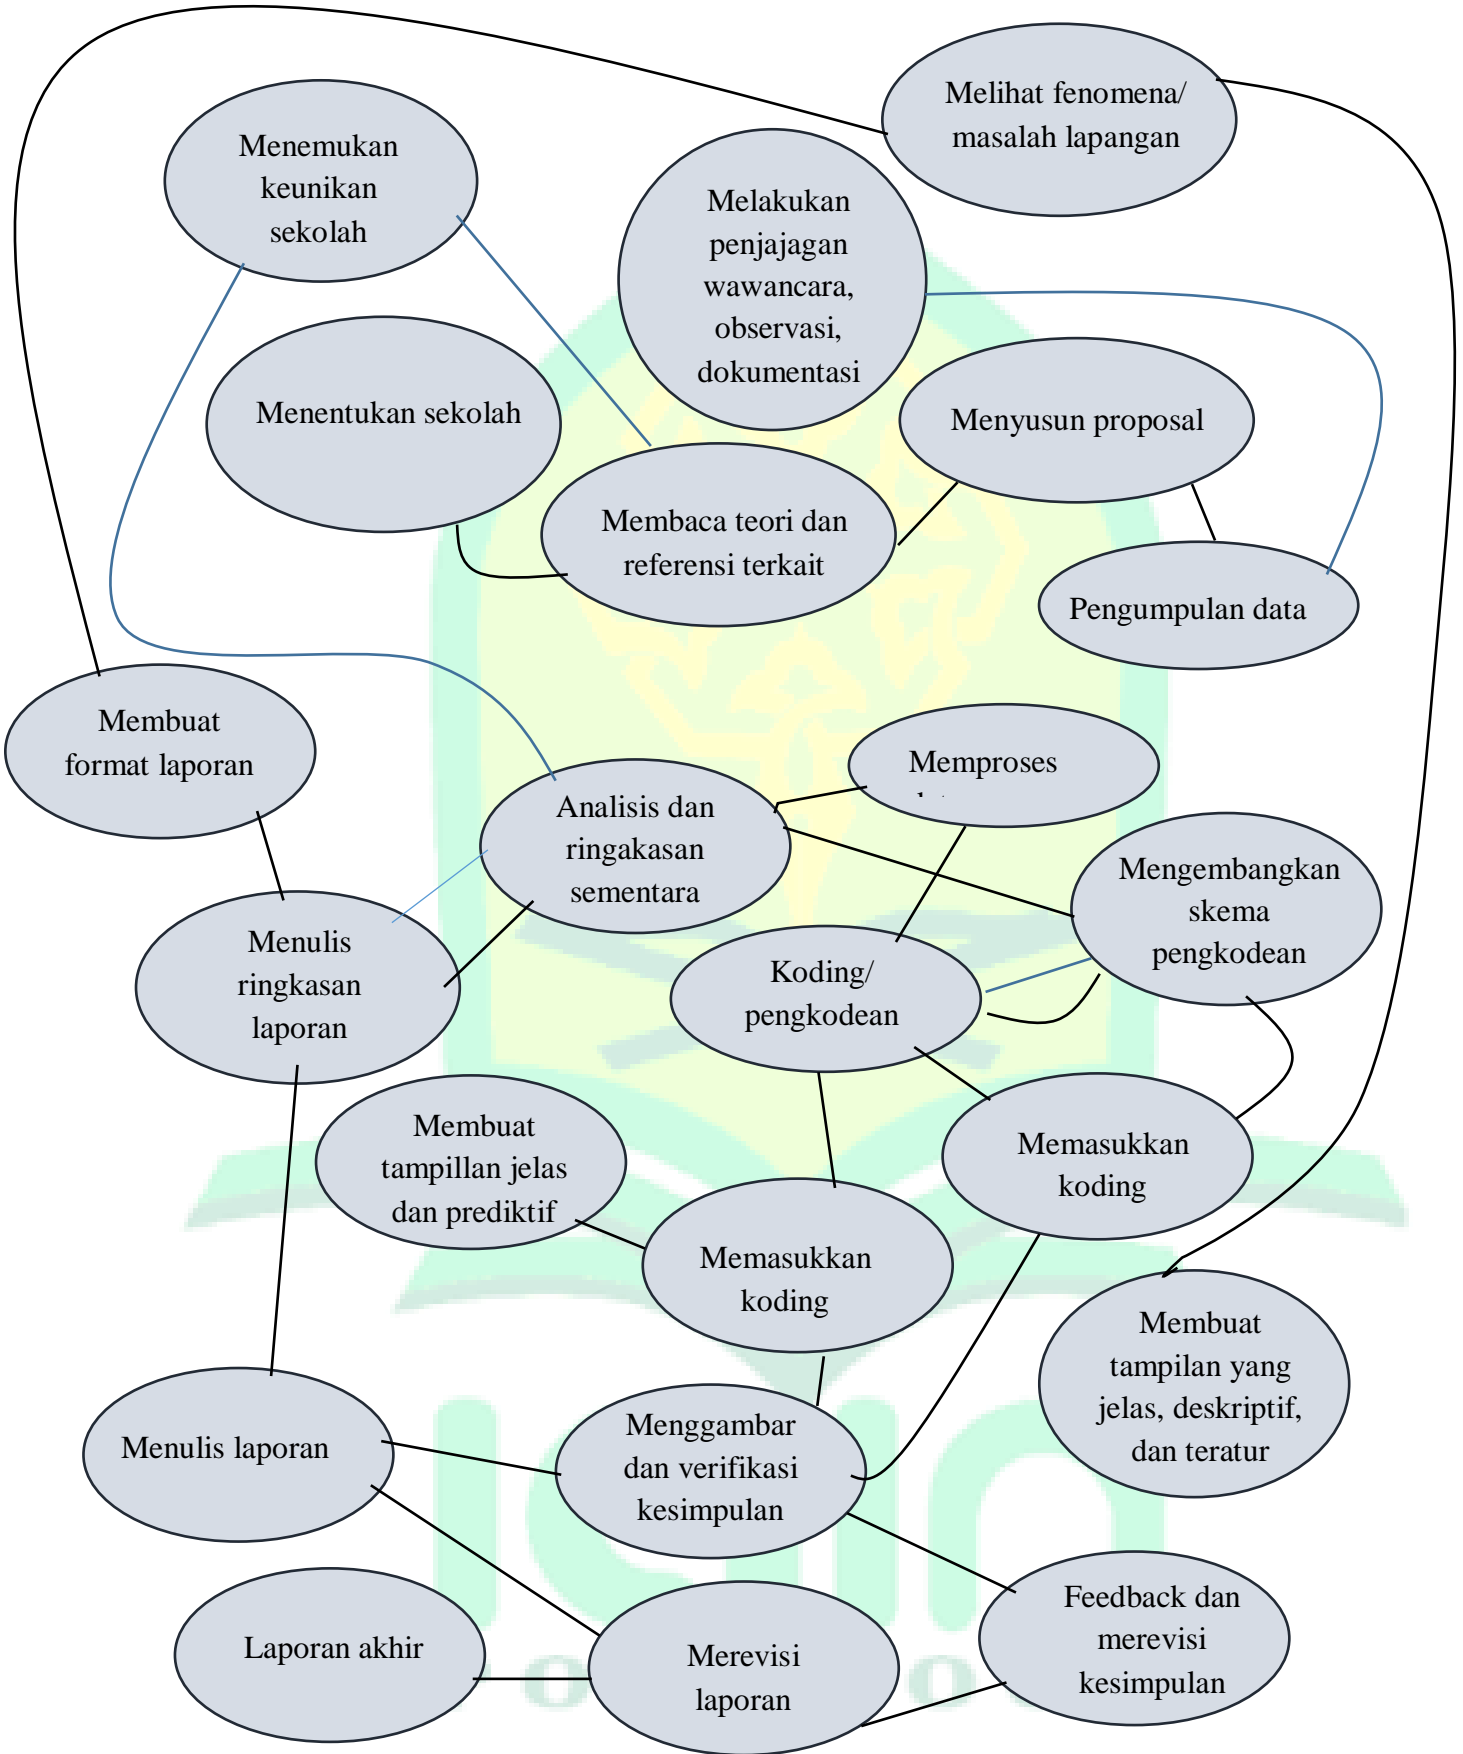 Melihat fenomena/
masalah lapangan
Menemukan
keunikan
sekolah
Melakukan
penjajagan
wawancara,
observasi,
dokumentasi
Menentukan sekolah
Menyusun proposal
Membaca teori dan
referensi terkait
Pengumpulan data
Membuat
format laporan
Memproses
Analisis dan
ringakasan
sementara
Mengembangkan
skema
pengkodean
Menulis
ringkasan
laporan
Koding/
pengkodean
Membuat
tampillan jelas
dan prediktif
Memasukkan
koding
Memasukkan
koding
Membuat
tampilan yang
jelas, deskriptif,
dan teratur
Menulis laporan
Menggambar
dan verifikasi
kesimpulan
Feedback dan
merevisi
kesimpulan
Laporan akhir
Merevisi
laporan